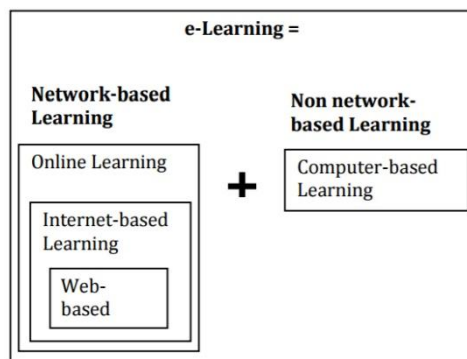 e-Learning =
Network-based
Learning
Online Learning
Internet-based
Learning
Web-
based
+
Non network-
based Learning
Computer-based
Learning